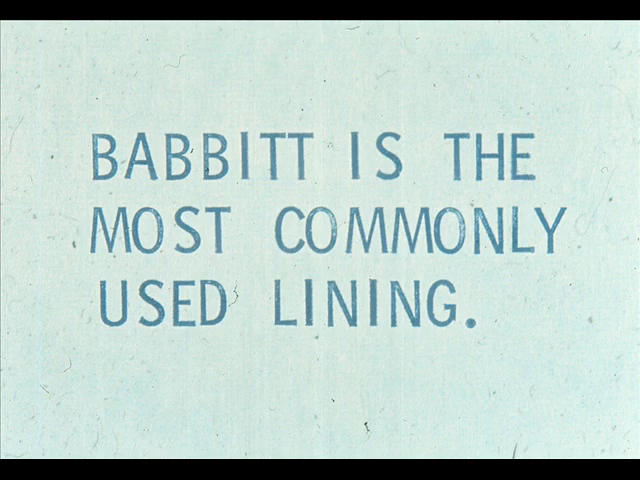 BABBITT IS THE
MOST COMMONLY
USED LINING.